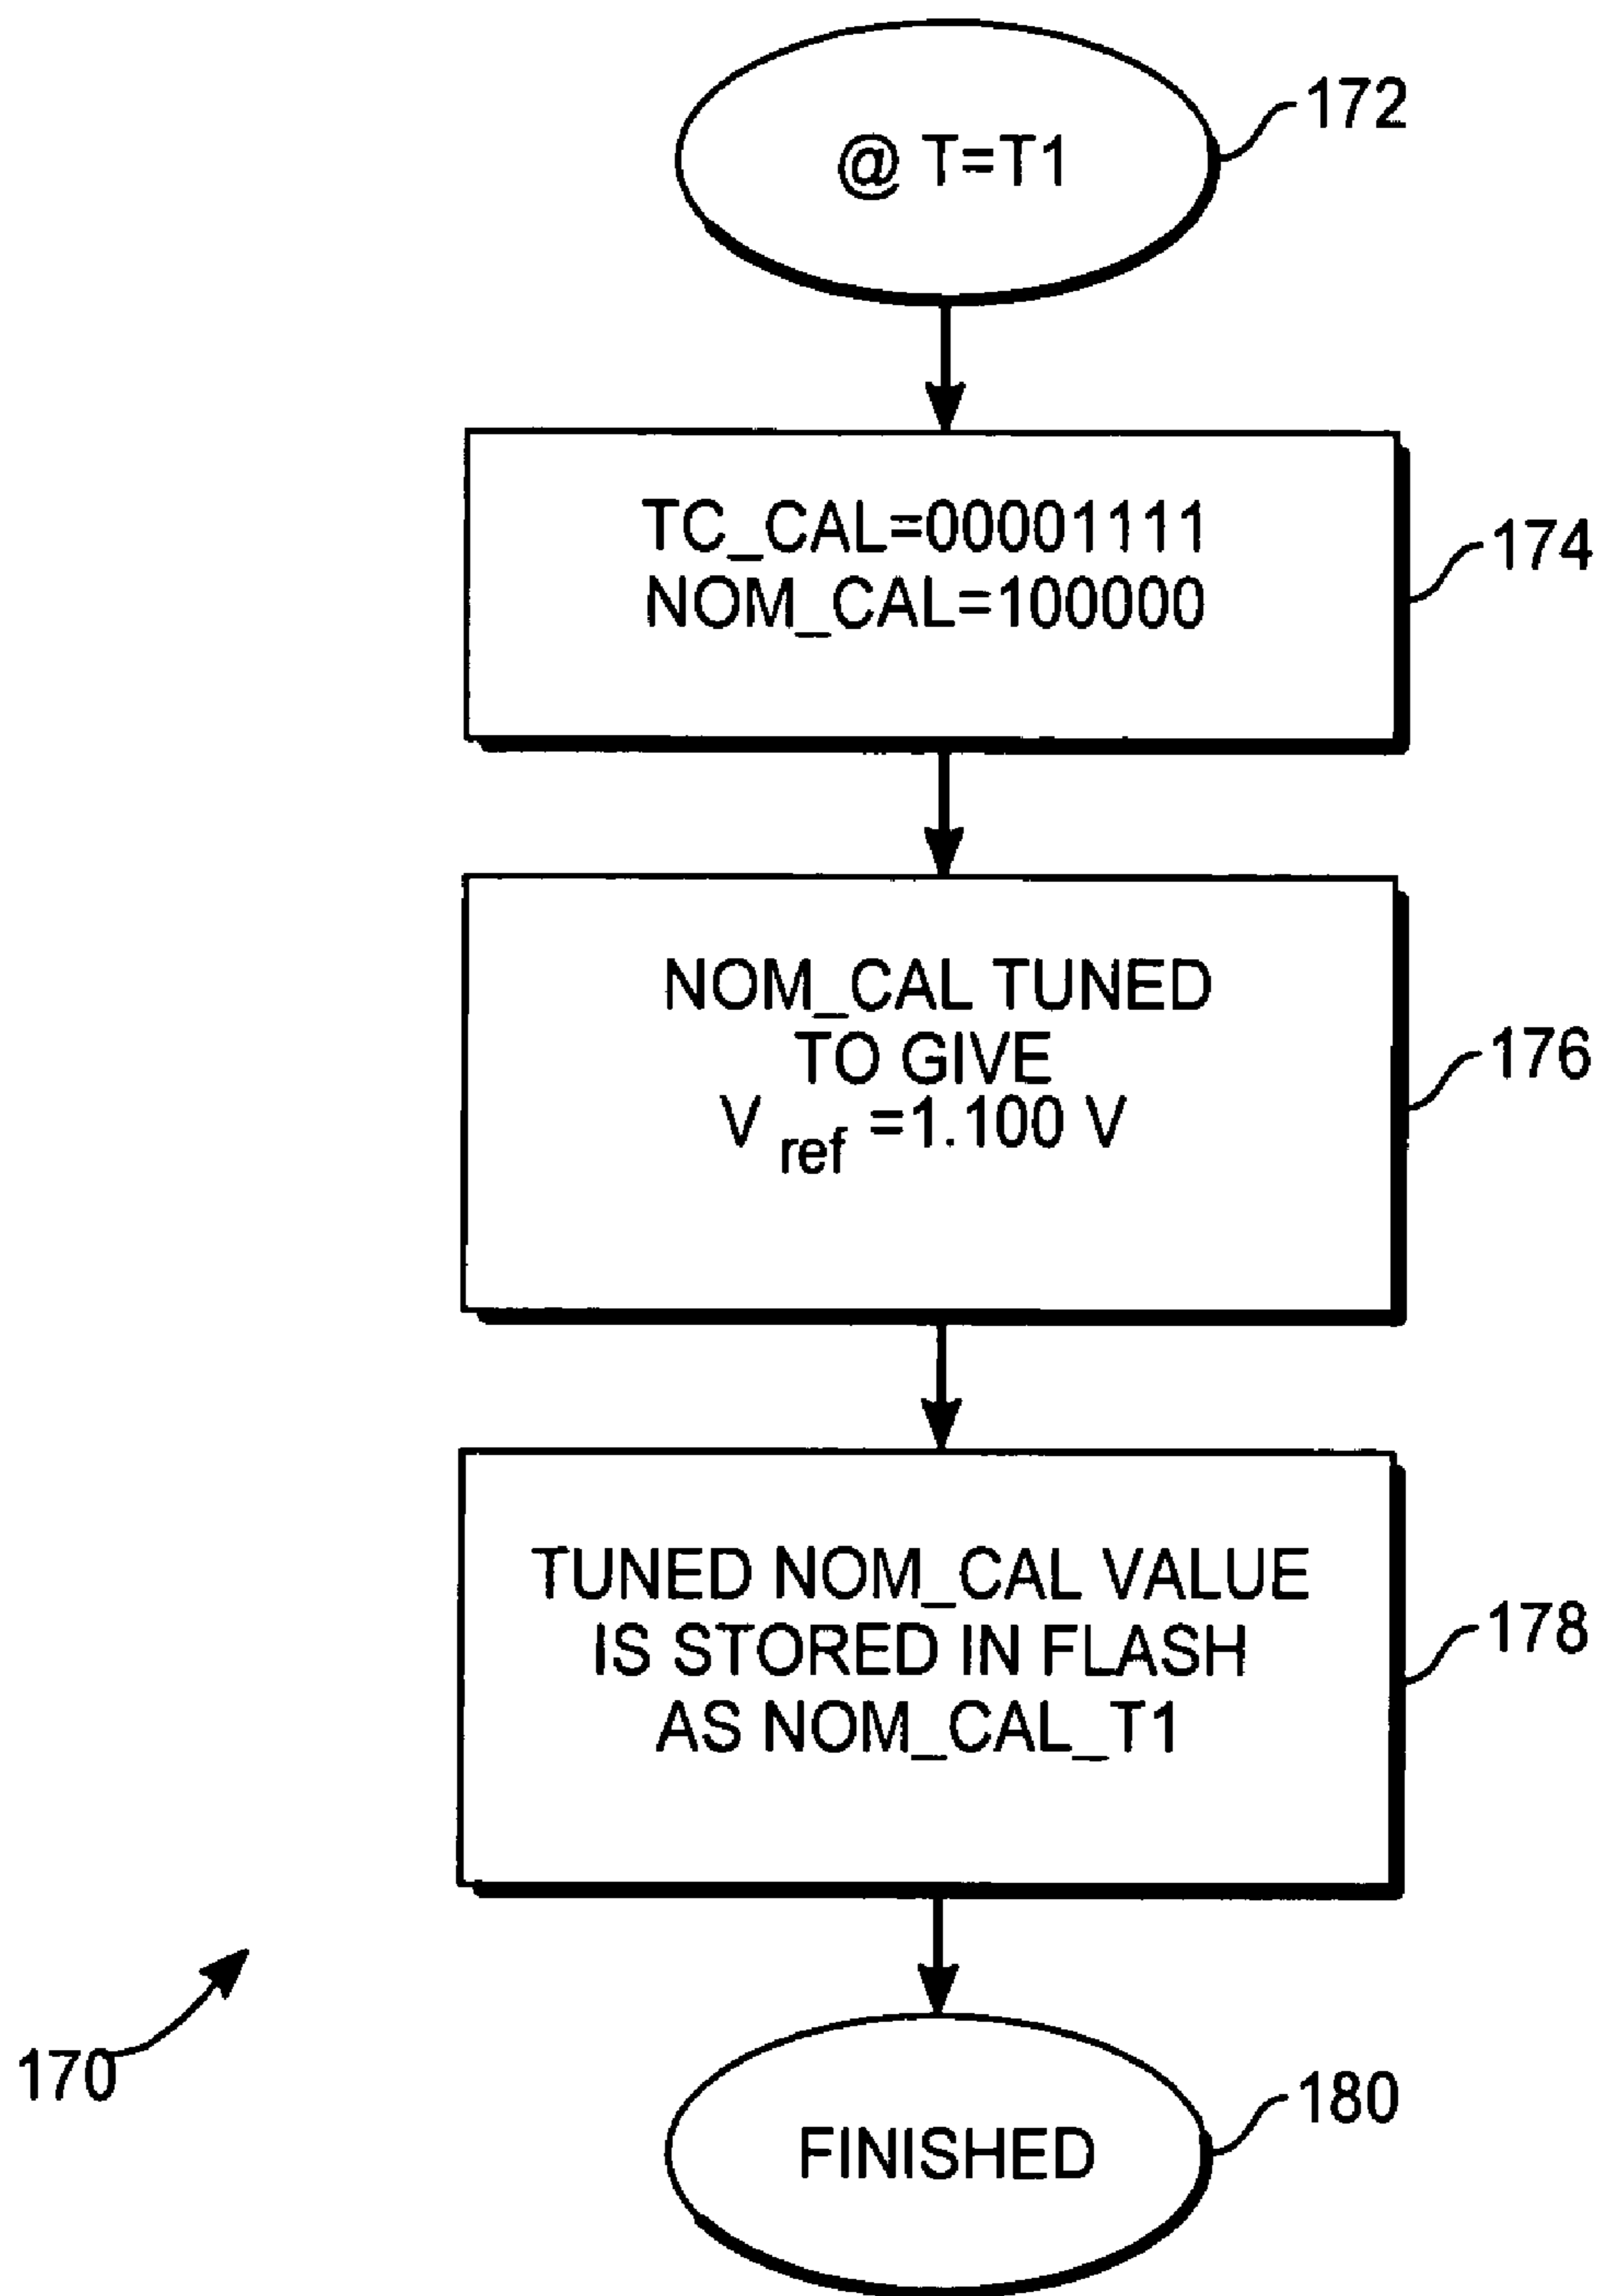 @ T=T1
172
TC_CAL=00001111
NOM_CAL=100000
174
NOM_CAL TUNED
TO GIVE
V ref =1.100 V
176
TUNED NOM_CAL VALUE
IS STORED IN FLASH
AS NOM_CAL_T1
178
170
FINISHED
180